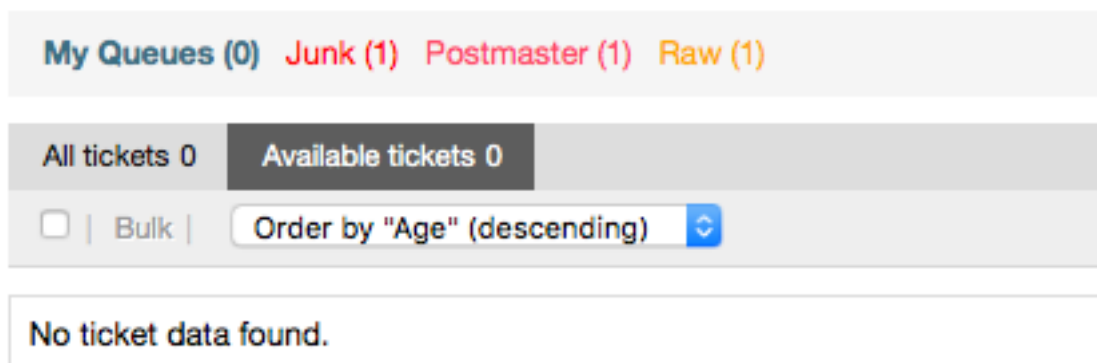 My Queues (0) Junk (1) Postmaster (1) Raw (1)
All tickets 0 Available tickets 0
| Bulk | Order by "Age" (descending)
No ticket data found.